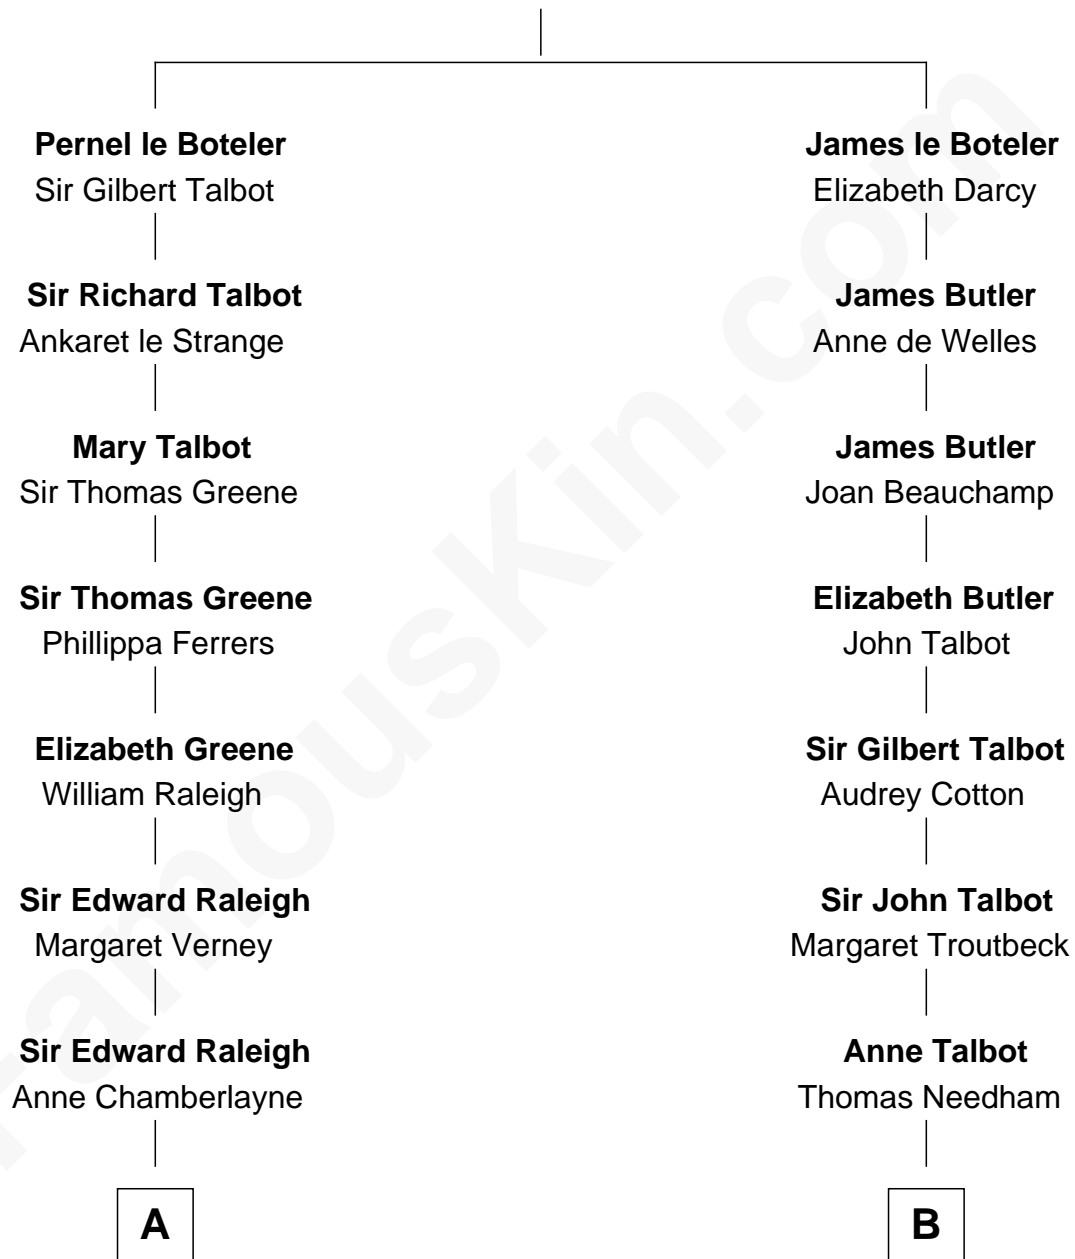 Pernel le Boteler
Sir Gilbert Talbot
Sir Richard Talbot
Ankaret le Strange
Mary Talbot
Sir Thomas Greene
Sir Thomas Greene
Phillippa Ferrers
Elizabeth Greene
William Raleigh
Sir Edward Raleigh
Margaret Verney
Sir Edward Raleigh
Anne Chamberlayne
A
James le Boteler
Elizabeth Darcy
James Butler
Anne de Welles
James Butler
Joan Beauchamp
Elizabeth Butler
John Talbot
Sir Gilbert Talbot
Audrey Cotton
Sir John Talbot
Margaret Troutbeck
Anne Talbot
Thomas Needham
B
FamousKin.com